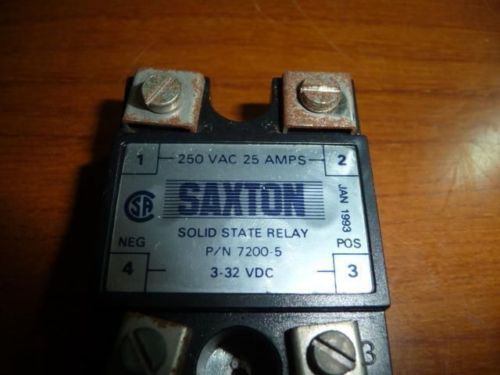 1 250 VAC 25 AMPS 2
SA
SAXTON
JAN 1993
SOLID STATE RELAY
NEG P/N 7200-5 POS
4 3-32 VDC 3
3